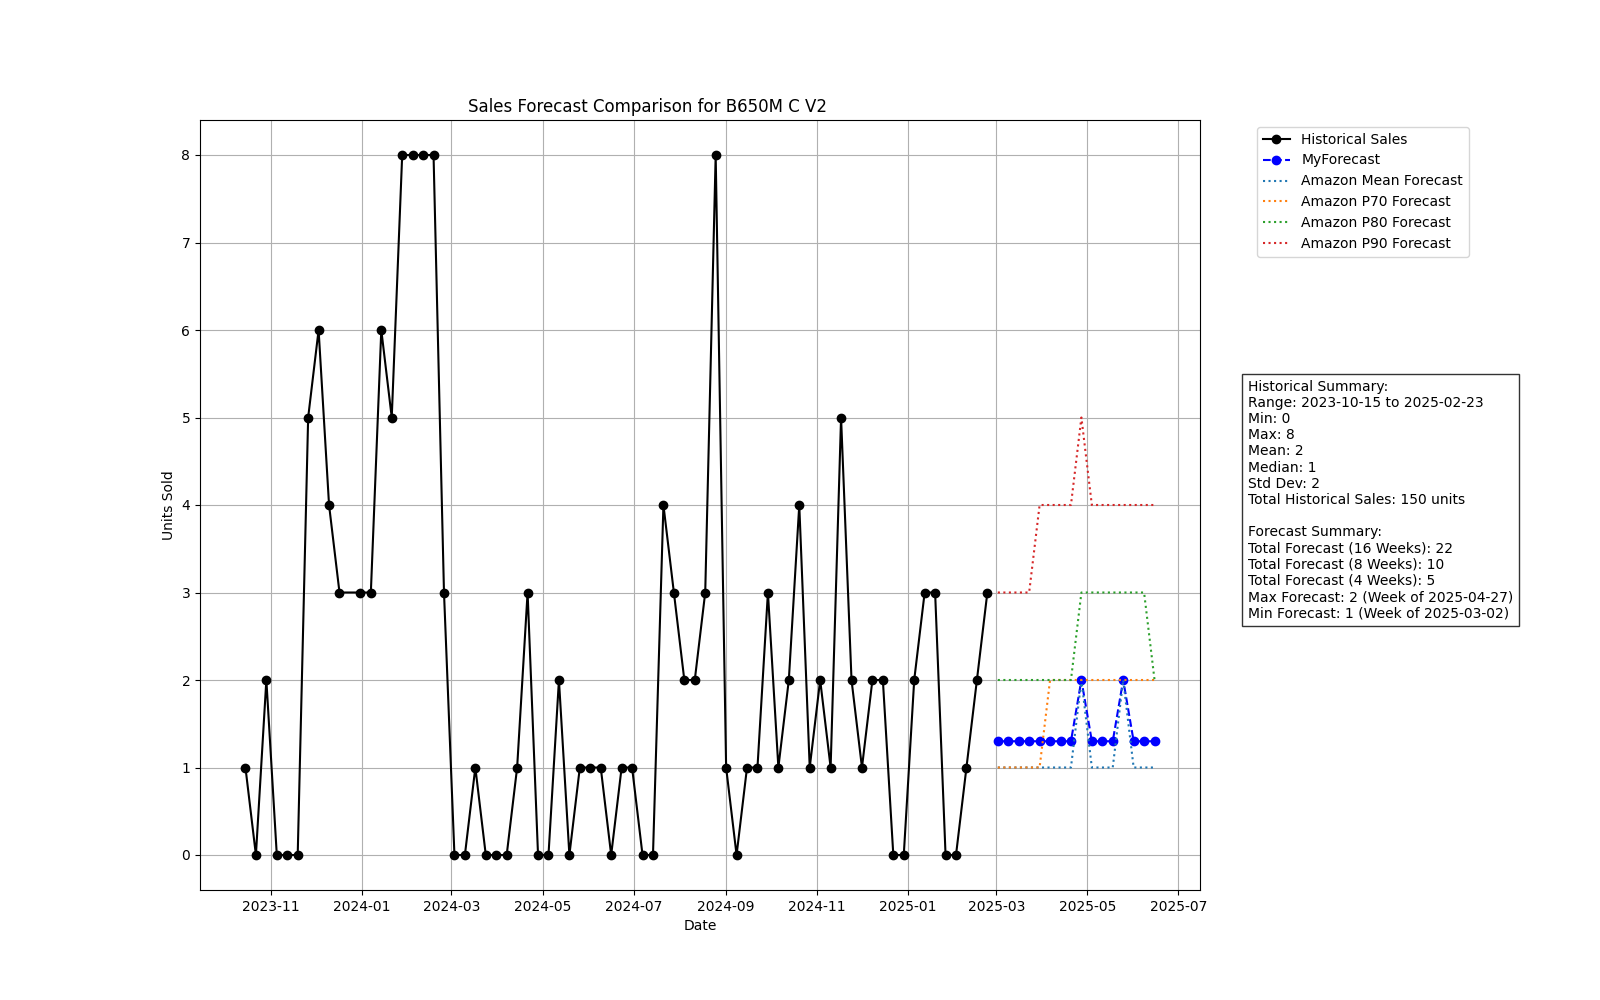 Sales Forecast Comparison for B650M C V2
Historical Sales
MyForecast
Amazon Mean Forecast
Amazon P70 Forecast
Amazon P80 Forecast
Amazon P90 Forecast
Units Sold
8
7
6
5
4
3
2
1
0
2023-11
2024-01
2024-03
2024-05
2024-07
2024-09
2024-11
2025-01
2025-03
2025-05
2025-07
Date
Historical Summary:
Range: 2023-10-15 to 2025-02-23
Min: 0
Max: 8
Mean: 2
Median: 1
Std Dev: 2
Total Historical Sales: 150 units
Forecast Summary:
Total Forecast (16 Weeks): 22
Total Forecast (8 Weeks): 10
Total Forecast (4 Weeks): 5
Max Forecast: 2 (Week of 2025-04-27)
Min Forecast: 1 (Week of 2025-03-02)